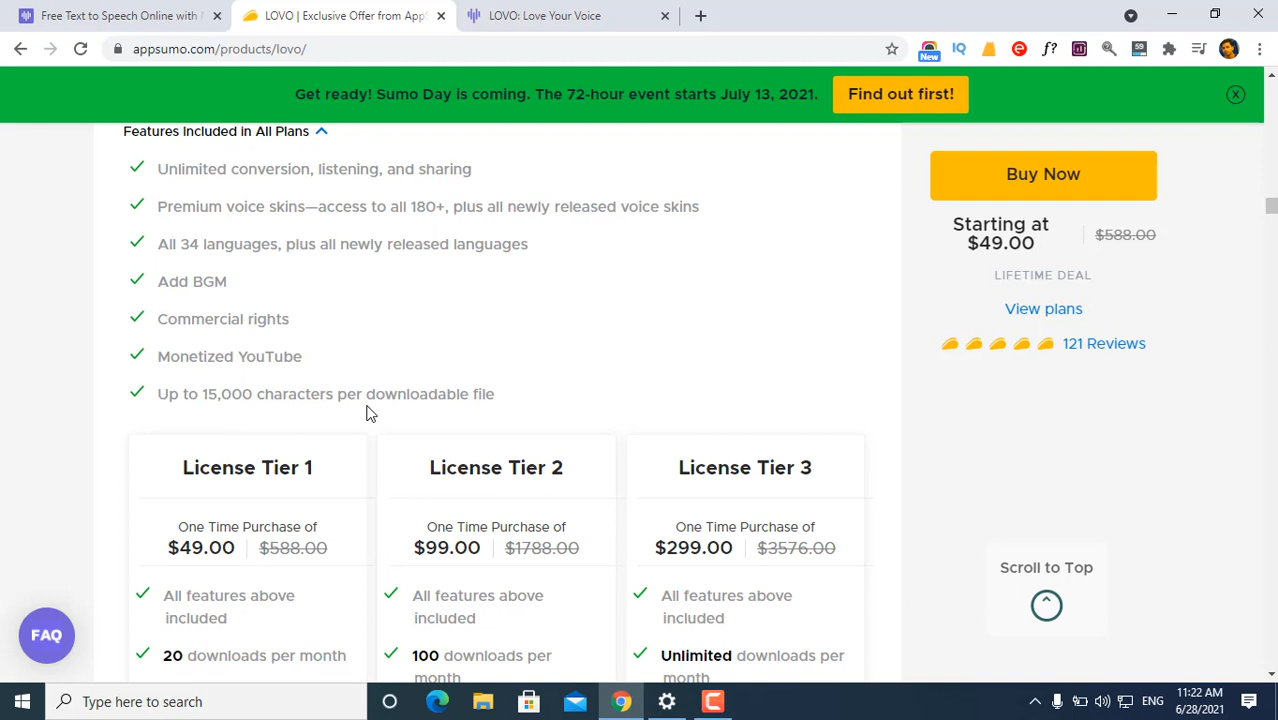 Free Text to Speech Online with
LOVO | Exclusive Offer from AppS
LOVO: Love Your Voice
appsumo.com/products/lovo/
New
IQ
e
f?
59
Get ready! Sumo Day is coming. The 72-hour event starts July 13, 2021.
Find out first!
X
Features Included in All Plans
Unlimited conversion, listening, and sharing
Premium voice skins—access to all 180+, plus all newly released voice skins
All 34 languages, plus all newly released languages
Add BGM
Commercial rights
Monetized YouTube
Up to 15,000 characters per downloadable file
Buy Now
Starting at
$49.00
$588.00
LIFETIME DEAL
View plans
121 Reviews
License Tier 1
One Time Purchase of
$49.00 $588.00
All features above
included
20 downloads per month
License Tier 2
One Time Purchase of
$99.00 $1788.00
All features above
included
100 downloads per
month
License Tier 3
One Time Purchase of
$299.00 $3576.00
All features above
included
Unlimited downloads per
month
Scroll to Top
FAQ
Type here to search
ENG
11:22 AM
6/28/2021